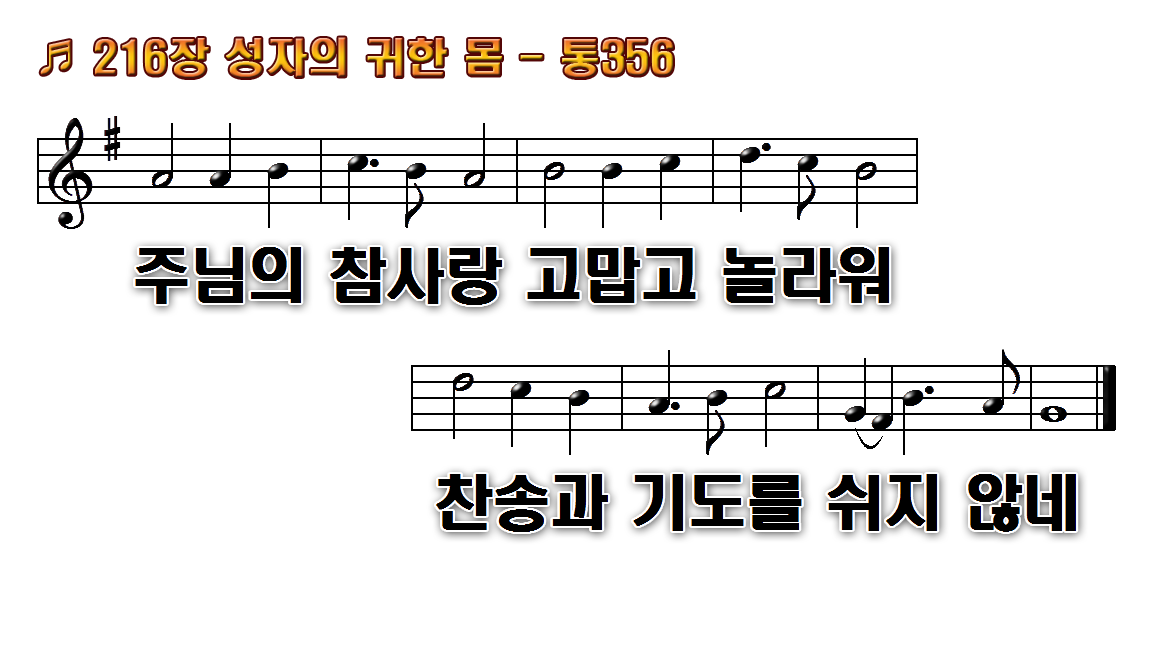 ♬ 216장 성자의 귀한 몸 - 통356
주님의 참사랑 고맙고 놀라워
찬송과 기도를 쉬지 않네